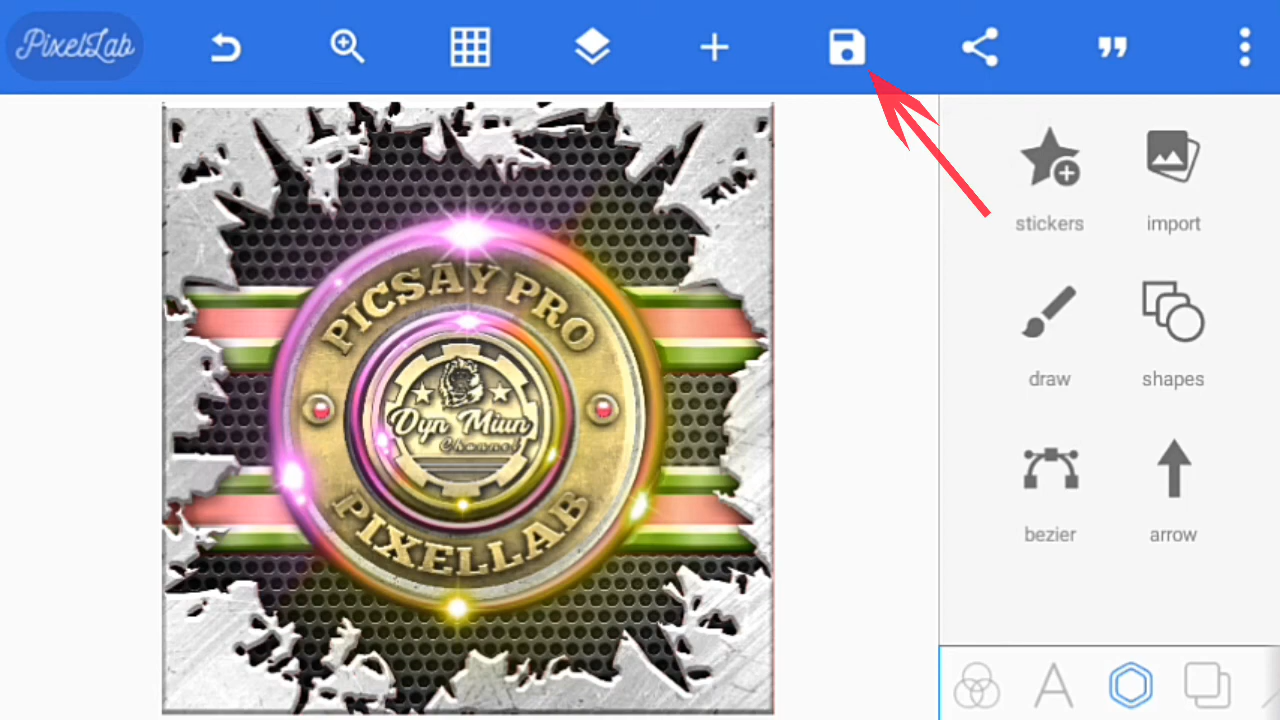 PixelLab
PICSAY PRO
Dyn Miun
Channel
PIXELLAB
stickers
import
draw
shapes
bezier
arrow